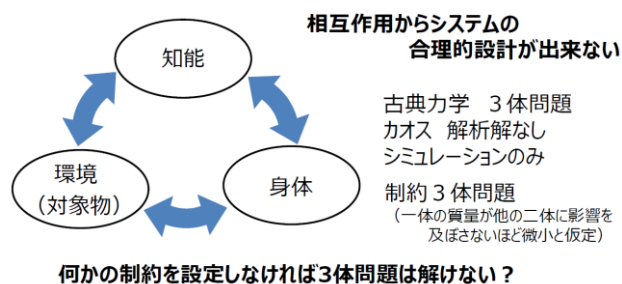 相互作用からシステムの
合理的設計が出来ない
知能
環境
（対象物）
身体
古典力学　３体問題
カオス　解析解なし
シミュレーションのみ
制約３体問題
（一体の質量が他の二体に影響を
及ぼさないほど微小と仮定）
何かの制約を設定しなければ3体問題は解けない？